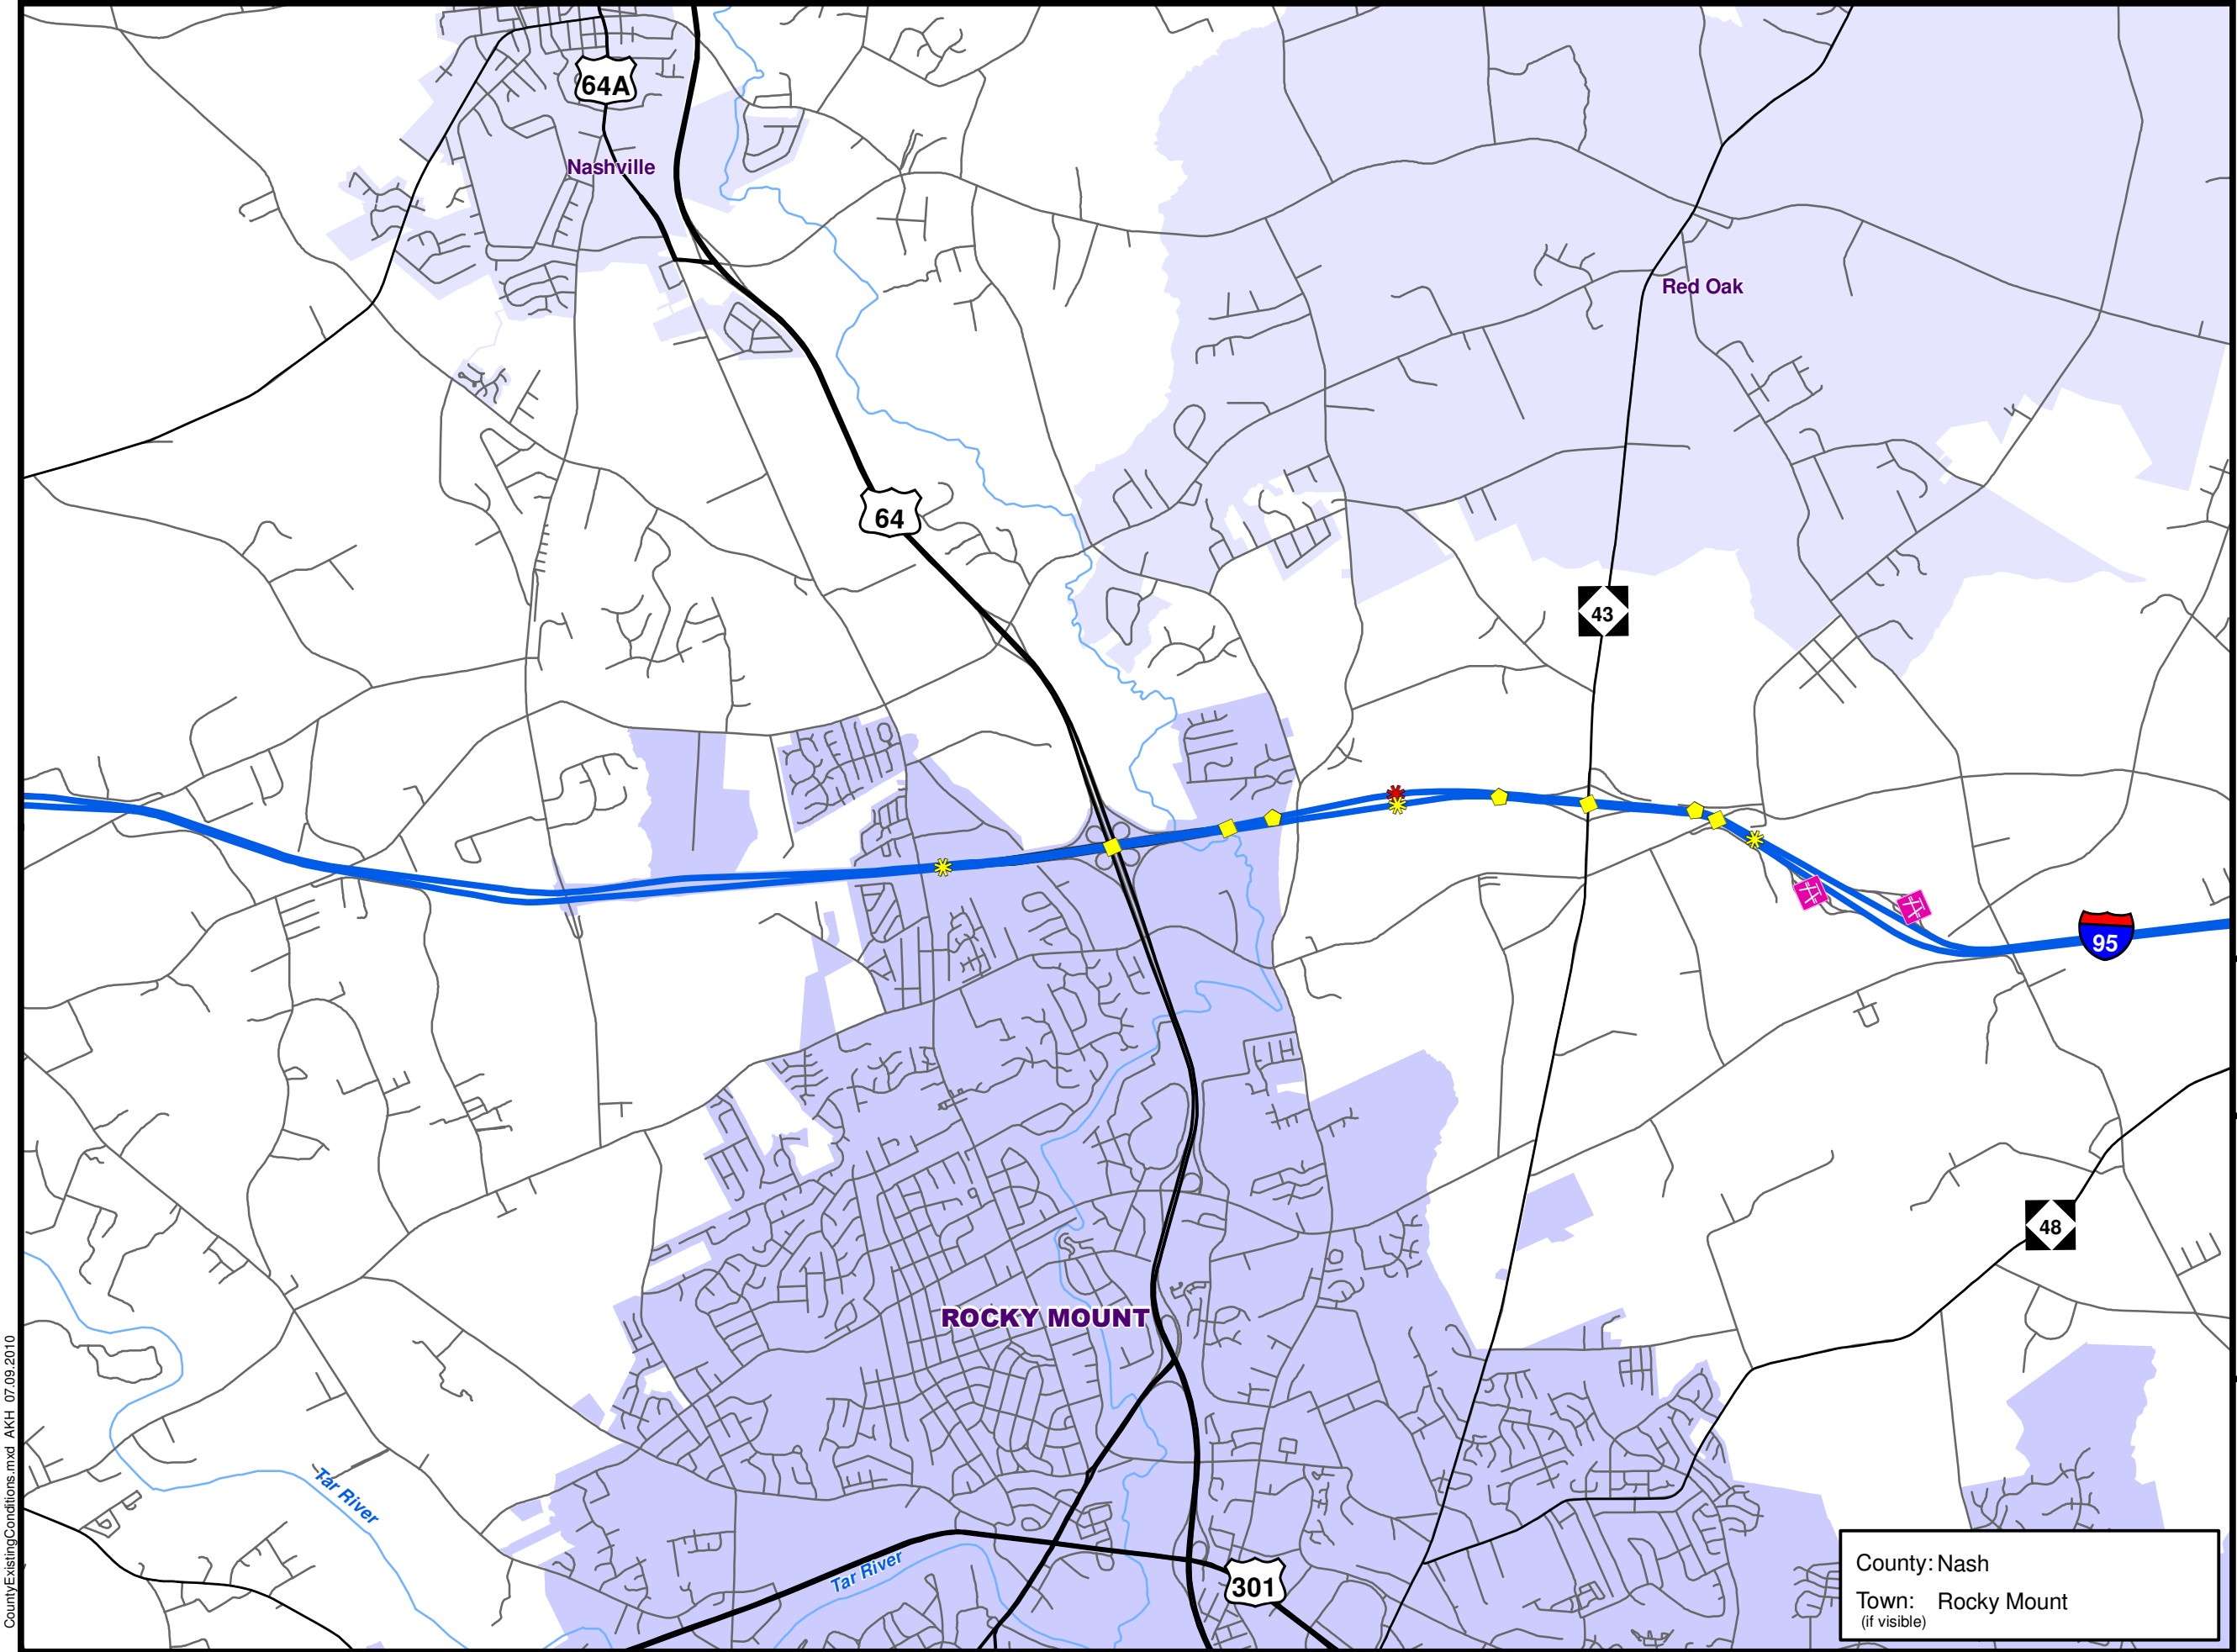 64A
Nashville
Red Oak
64
43
95
48
ROCKY MOUNT
Tar River
Tar River
301
County: Nash
Town: Rocky Mount
(if visible)
CountyExistingConditions.mxd AKH 07.09.2010